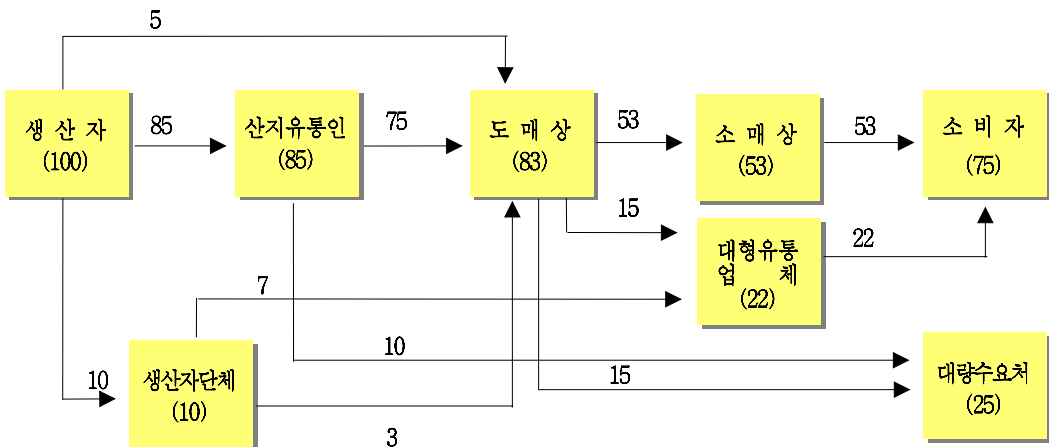 5
생 산 자
(100)
85
산지유통인
(85)
75
도 매 상
(83)
53
소 매 상
(53)
53
소 비 자
(75)
15
대형유통
업 체
(22)
22
7
10
생산자단체
(10)
3
10
15
대량수요처
(25)